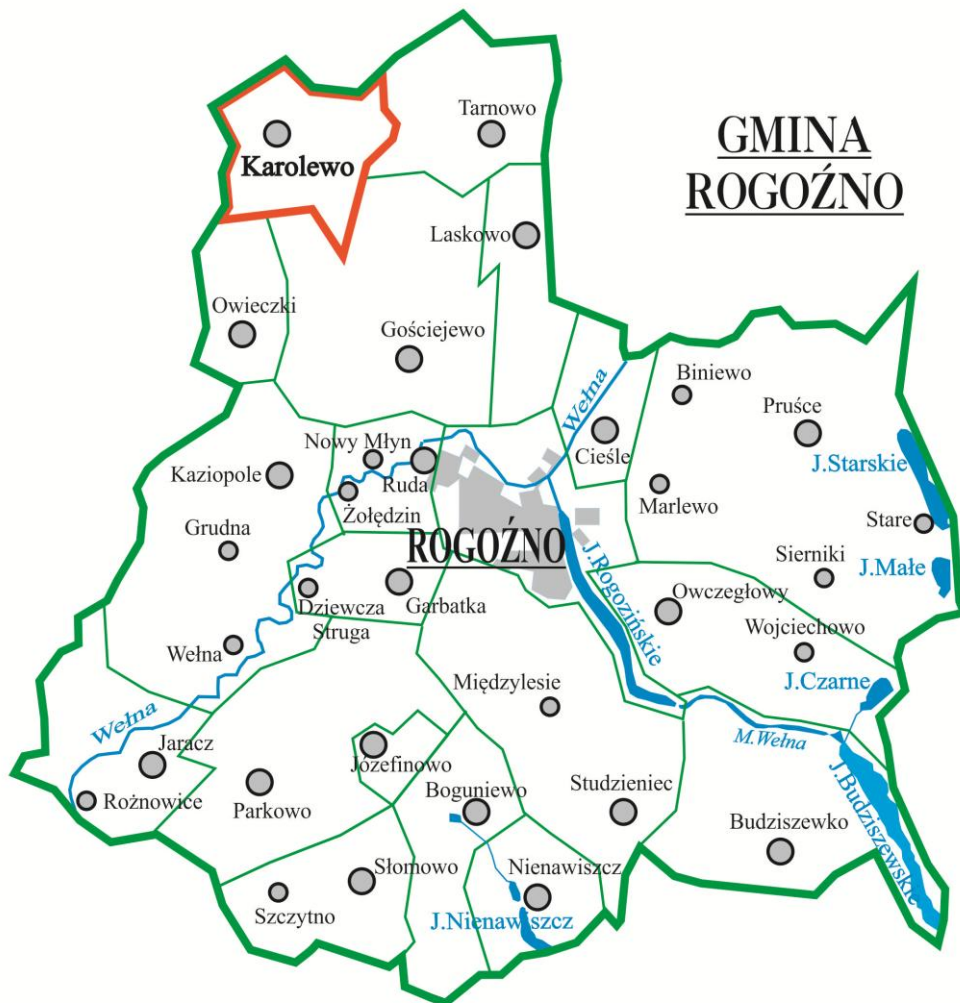 Tarnowo
GMINA
ROGOŹNO
Karolewo
Laskowo
Owieczki
Gościejewo
Wełna
Biniewo
Pruśce
Cieśle
Nowy Młyn
Kaziopole
Ruda
J.Starskie
Żołędzin
Marlewo
Stare
Grudna
ROGOŹNO
J.Rogozińskie
Sierniki
J.Małe
Dziewcza
Struga
Garbatka
Owczegłowy
Wojciechowo
Wełna
J.Czarne
Międzylesie
Wełna
M.Wełna
Jaracz
Józefinowo
J.Budziszewskie
Rożnowice
Parkowo
Boguniewo
Studzieniec
Budziszewko
Słomowo
Nienawiszcz
Szczytno
J.Nienawiszcz